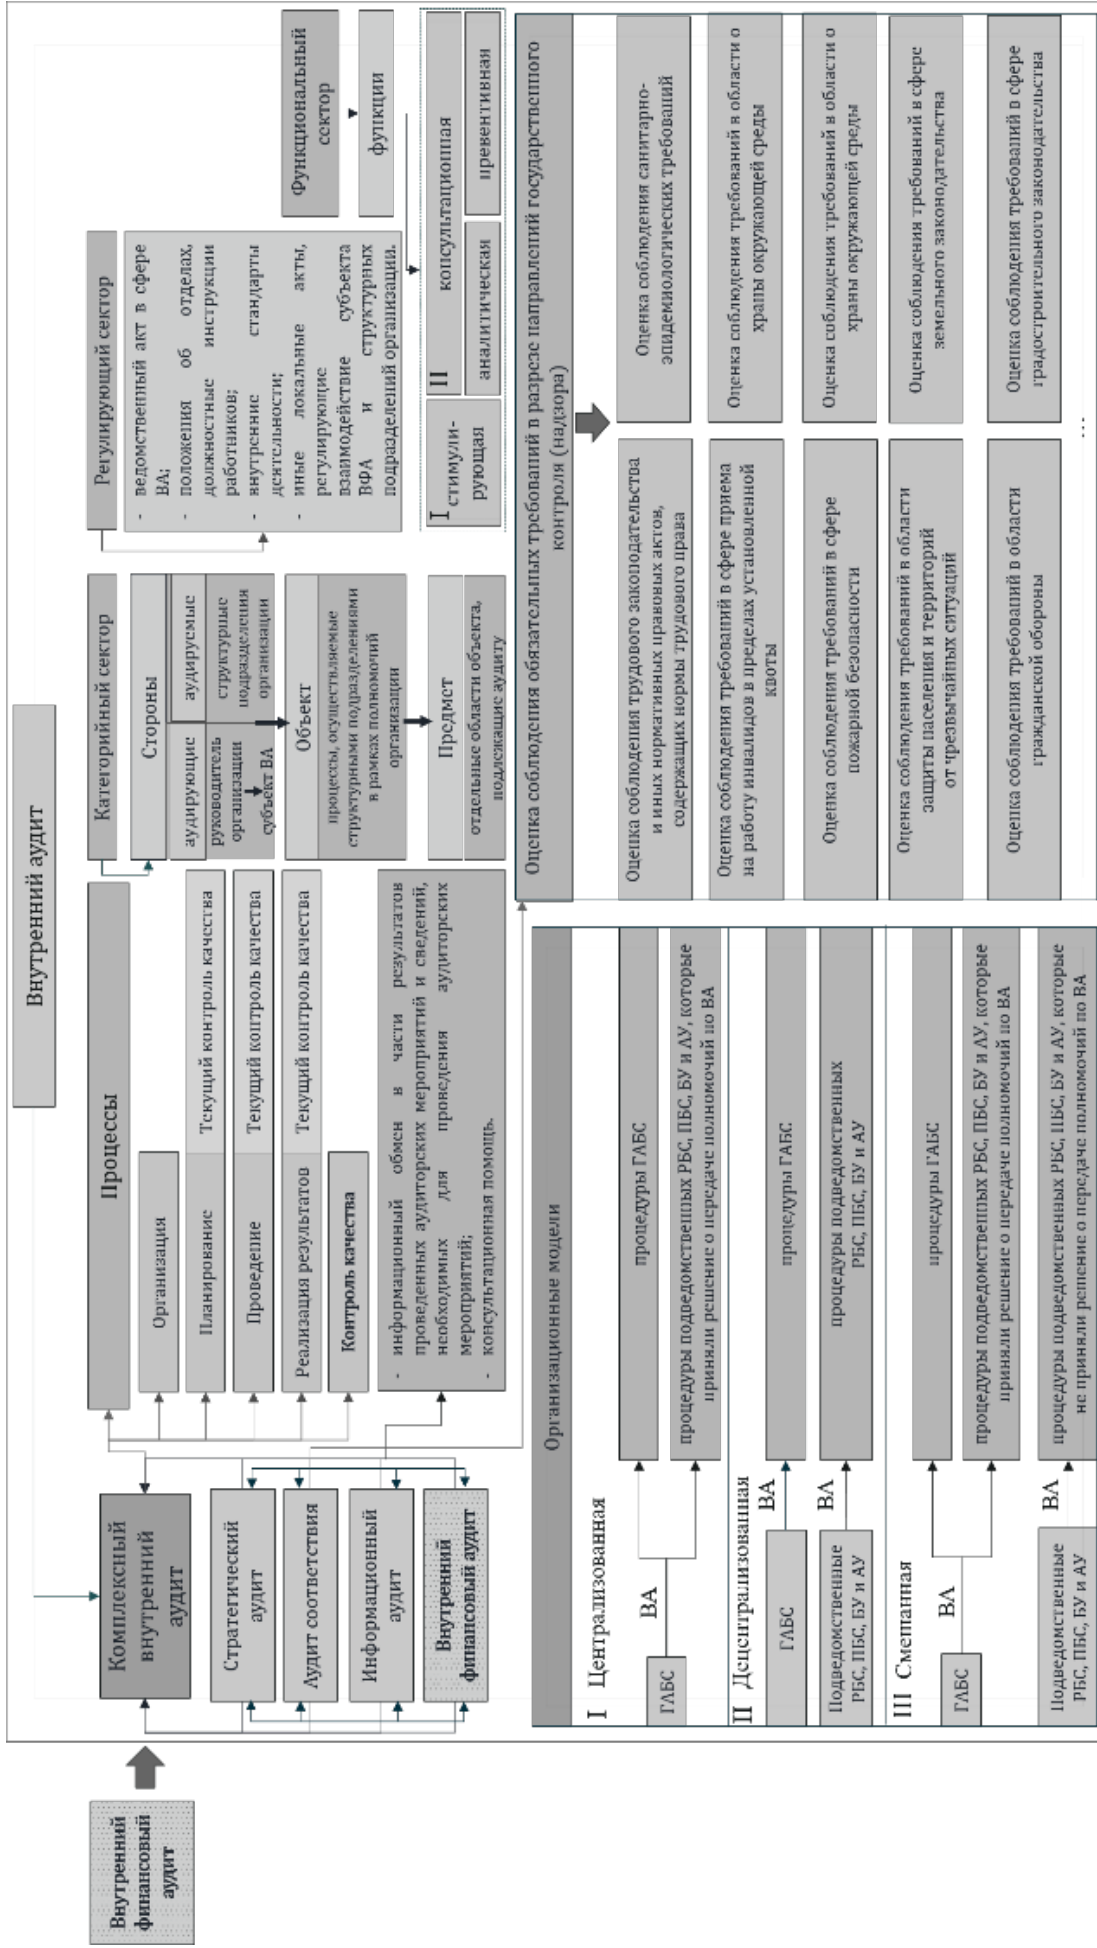 Внутренний
финансовый
аудит
Внутренний аудит
Комплексный
внутренний
аудит
Стратегический
аудит
Аудит соответствия
Информационный
аудит
Внутренний
финансовый аудит
Процессы
Организация
Планирование
Текущий контроль качества
Проведение
Текущий контроль качества
Реализация результатов
Текущий контроль качества
Контроль качества
- информационный обмен в части результатов
проведенных аудиторских мероприятий и сведений,
необходимых для проведения аудиторских
мероприятий;
- консультационная помощь.
Категорийный сектор
Стороны
аудирующие
аудируемые
руководитель
организации
субъект ВА
структурные
подразделения
организации
Объект
процессы, осуществляемые
структурными подразделениями
в рамках полномочий
организации
Предмет
отдельные области объекта,
подлежащие аудиту
Регулирующий сектор
- ведомственный акт в сфере
ВА;
- положения об отделах,
должностные инструкции
работников;
- внутренние стандарты
деятельности;
- иные локальные акты,
регулирующие
взаимодействие субъекта
ВФА и структурных
подразделений организации.
Функциональный
сектор
функции
I
стимули-
рующая
II
консультационная
аналитическая
превентивная
Организационные модели
I Централизованная
ГАБС
ВА
процедуры ГАБС
процедуры подведомственных РБС, ПБС, БУ и АУ, которые
приняли решение о передаче полномочий по ВА
II Децентрализованная
ГАБС
ВА
процедуры ГАБС
Подведомственные
РБС, ПБС, БУ и АУ
ВА
процедуры подведомственных
РБС, ПБС, БУ и АУ
III Смешанная
ГАБС
ВА
процедуры ГАБС
процедуры подведомственных РБС, ПБС, БУ и АУ, которые
приняли решение о передаче полномочий по ВА
Подведомственные
РБС, ПБС, БУ и АУ
ВА
процедуры подведомственных РБС, ПБС, БУ и АУ, которые
не приняли решение о передаче полномочий по ВА
Оценка соблюдения обязательных требований в разрезе направлений государственного
контроля (надзора)
Оценка соблюдения трудового законодательства
и иных нормативных правовых актов,
содержащих нормы трудового права
Оценка соблюдения санитарно-
эпидемиологических требований
Оценка соблюдения требований в сфере приема
на работу инвалидов в пределах установленной
квоты
Оценка соблюдения требований в области о
храны окружающей среды
Оценка соблюдения требований в сфере
пожарной безопасности
Оценка соблюдения требований в области о
храны окружающей среды
Оценка соблюдения требований в области
защиты населения и территорий
от чрезвычайных ситуаций
Оценка соблюдения требований в сфере
земельного законодательства
Оценка соблюдения требований в области
гражданской обороны
Оценка соблюдения требований в сфере
градостроительного законодательства
...